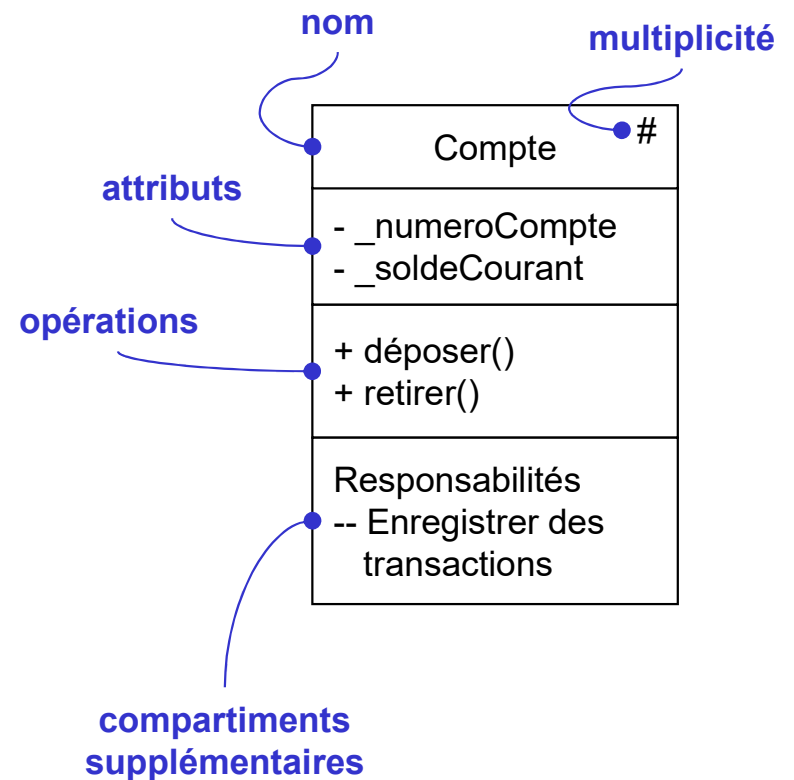 nom
multiplicité
#
Compte
attributs
- _numeroCompte
- _soldeCourant
opérations
+ déposer()
+ retirer()
Responsabilités
-- Enregistrer des
transactions
compartiments
supplémentaires